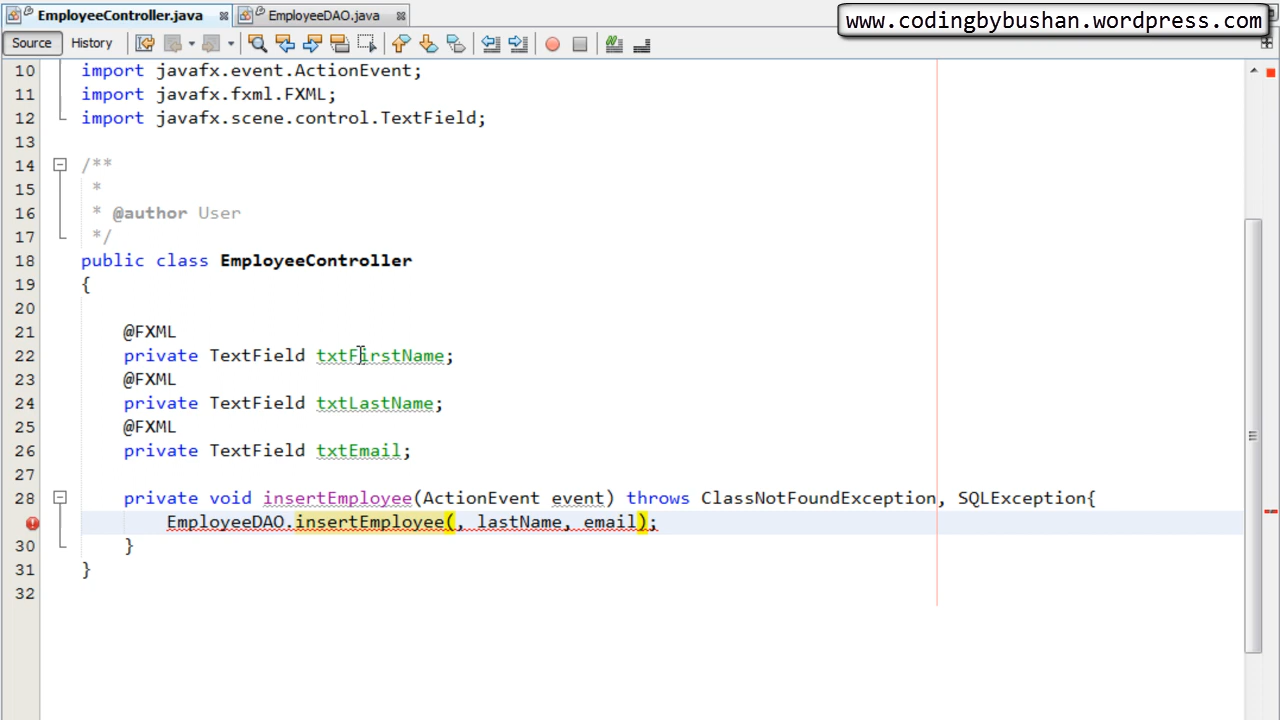 EmployeeController.java EmployeeDAO.java
www.codingbybushan.wordpress.com
Source History
10 import javafx.event.ActionEvent;
11 import javafx.fxml.FXML;
12 import javafx.scene.control.TextField;
13
14 /**
15 *
16 * @author User
17 */
18 public class EmployeeController
19 {
20
21 @FXML
22 private TextField txtFirstName;
23 @FXML
24 private TextField txtLastName;
25 @FXML
26 private TextField txtEmail;
27
28 private void insertEmployee(ActionEvent event) throws ClassNotFoundException, SQLException{
EmployeeDAO.insertEmployee(, lastName, email);
30 }
31 }
32